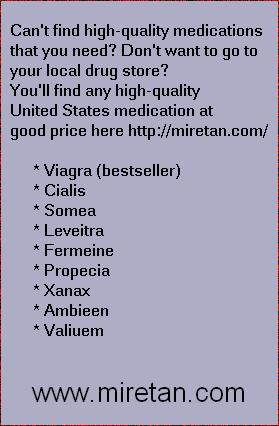 Can't find high-quality medications
that you need? Don't want to go to
your local drug store?
You'll find any high-quality
United States medication at
good price here http://miretan.com/
* Viagra (bestseller)
* Cialis
* Somea
* Leveitra
* Fermeine
* Propecia
* Xanax
* Ambieen
* Valiuem
www.miretan.com